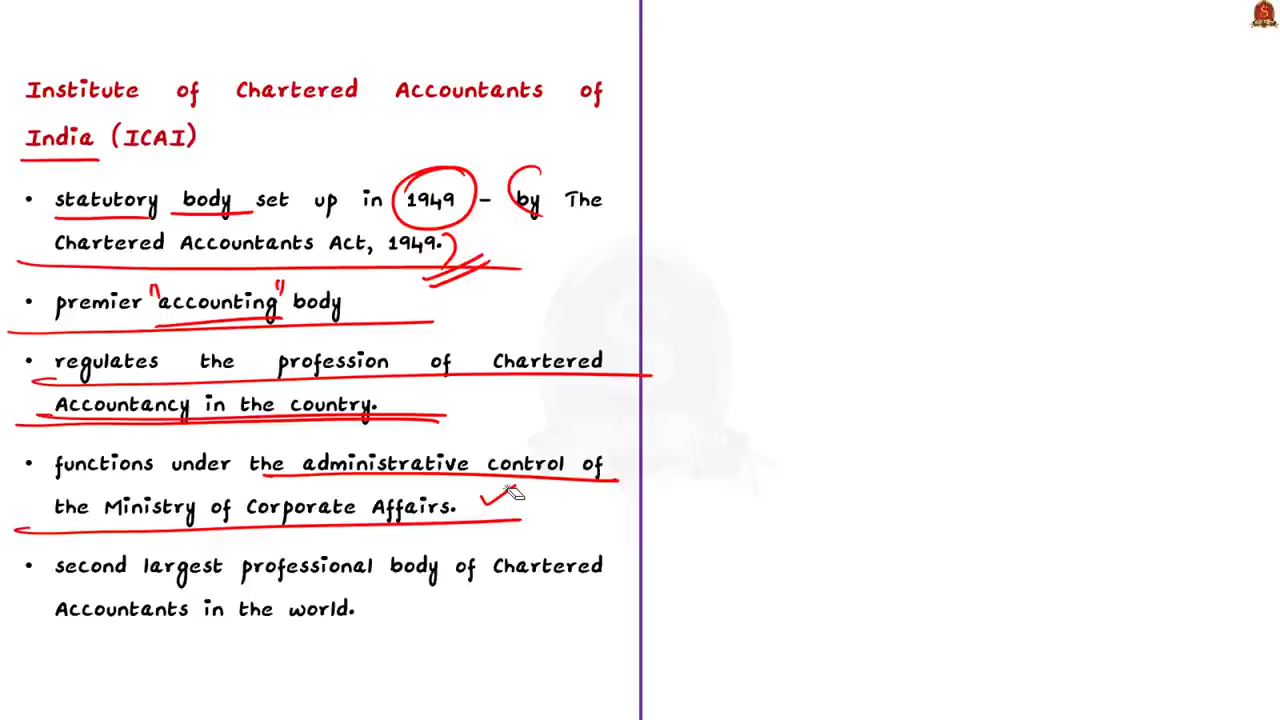 Institute of Chartered Accountants of
India (ICAI)
• statutory body set up in 1949 - by The
Chartered Accountants Act, 1949.
• premier "accounting" body
• regulates the profession of Chartered
Accountancy in the country.
• functions under the administrative control of
the Ministry of Corporate Affairs.
• second largest professional body of Chartered
Accountants in the world.